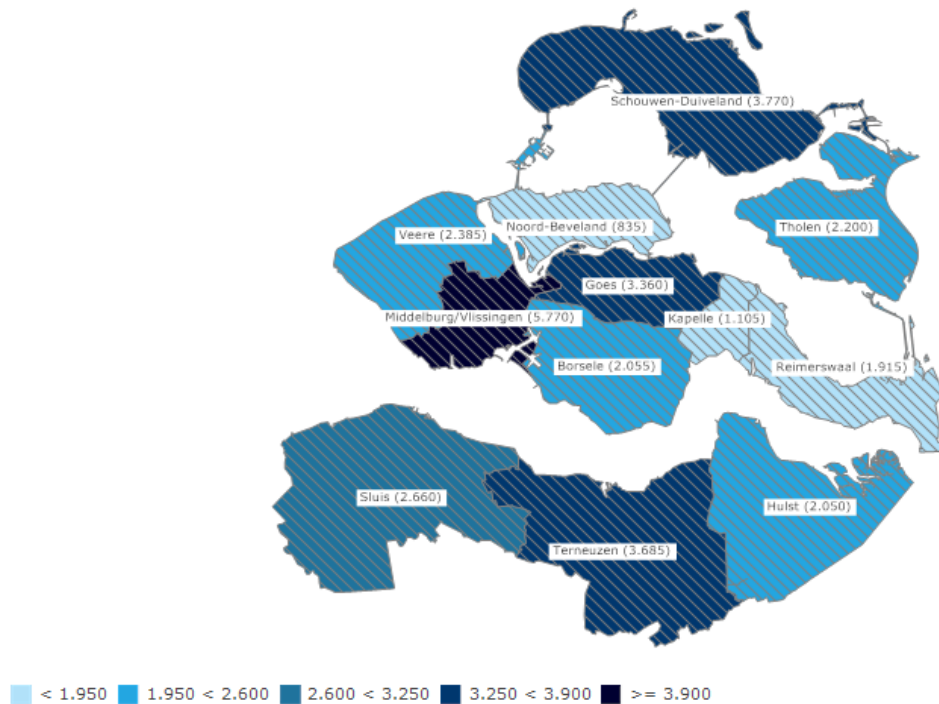 Schouwen-Duiveland (3.770)
Noord-Beveland (835)
Tholen (2.200)
Veere (2.385)
Goes (3.360)
Middelburg/Vlissingen (5.770)
Kapelle (1.105)
Borsele (2.055)
Reimerswaal (1.915)
Sluis (2.660)
Hulst (2.050)
Terneuzen (3.685)
< 1.950 1.950 < 2.600 2.600 < 3.250 3.250 < 3.900 >= 3.900